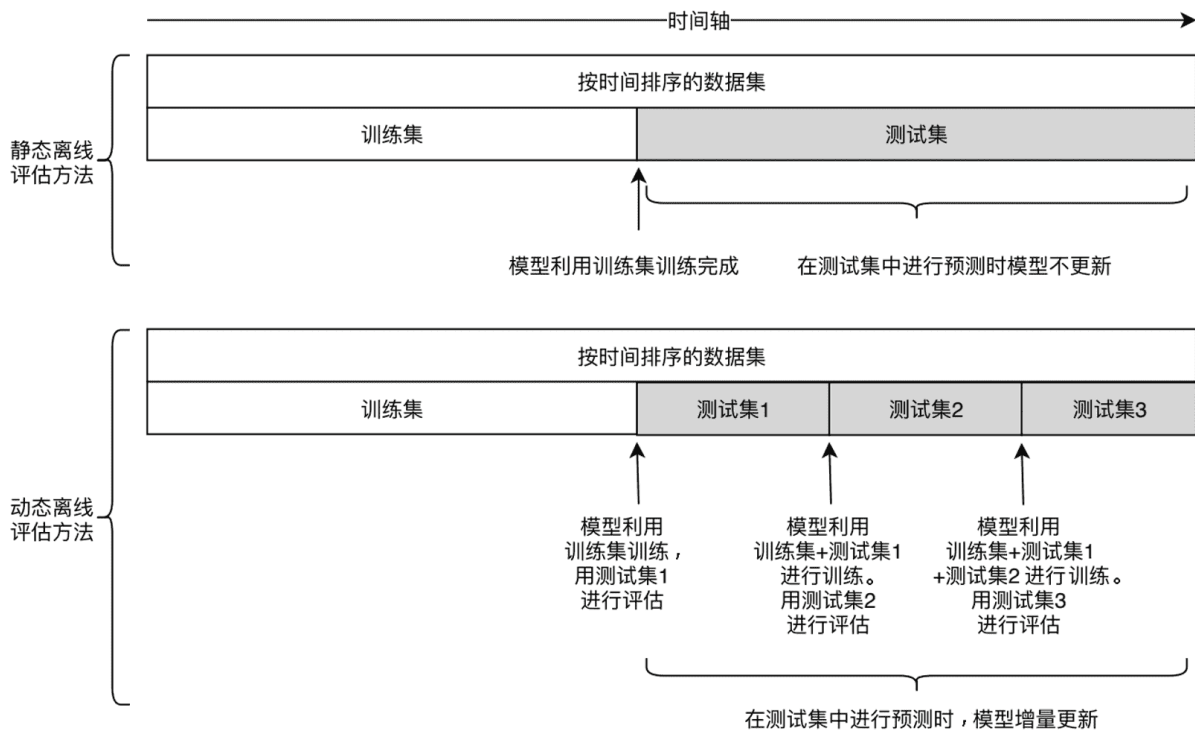 时间轴
按时间排序的数据集
训练集
测试集
静态离线
评估方法
模型利用训练集训练完成
在测试集中进行预测时模型不更新
按时间排序的数据集
训练集
测试集1
测试集2
测试集3
动态离线
评估方法
模型利用
训练集训练，
用测试集1
进行评估
模型利用
训练集+测试集1
进行训练。
用测试集2
进行评估
模型利用
训练集+测试集1
+测试集2 进行训练。
用测试集3
进行评估
在测试集中进行预测时，模型增量更新